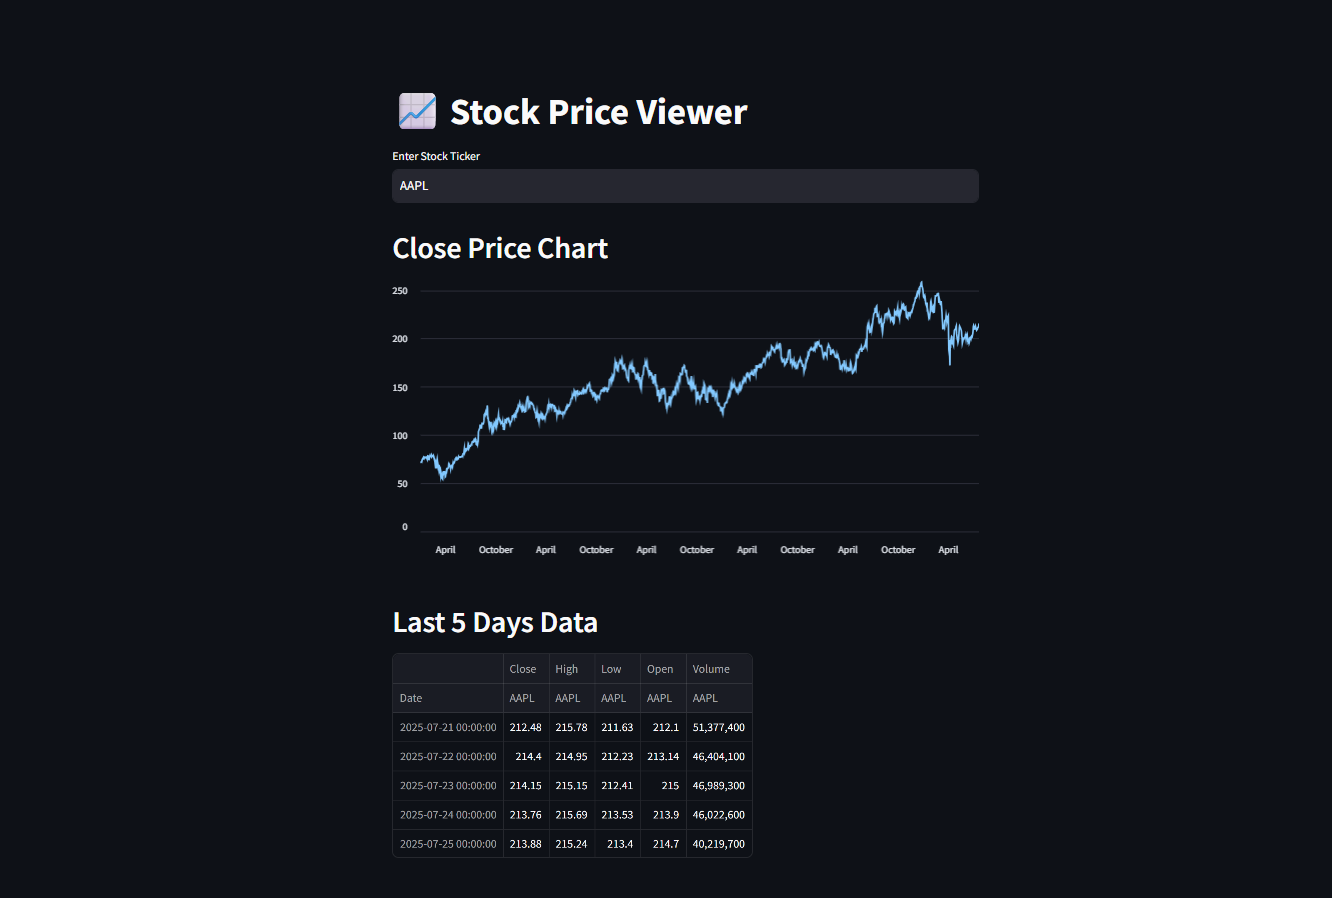 📈 Stock Price Viewer
Enter Stock Ticker
AAPL
Close Price Chart
250
200
150
100
50
0
April October April October April October April October April October April
Last 5 Days Data
Close High Low Open Volume
Date AAPL AAPL AAPL AAPL AAPL
2025-07-21 00:00:00 212.48 215.78 211.63 212.1 51,377,400
2025-07-22 00:00:00 214.4 214.95 212.23 213.14 46,404,100
2025-07-23 00:00:00 214.15 215.15 212.41 215 46,989,300
2025-07-24 00:00:00 213.76 215.69 213.53 213.9 46,022,600
2025-07-25 00:00:00 213.88 215.24 213.4 214.7 40,219,700